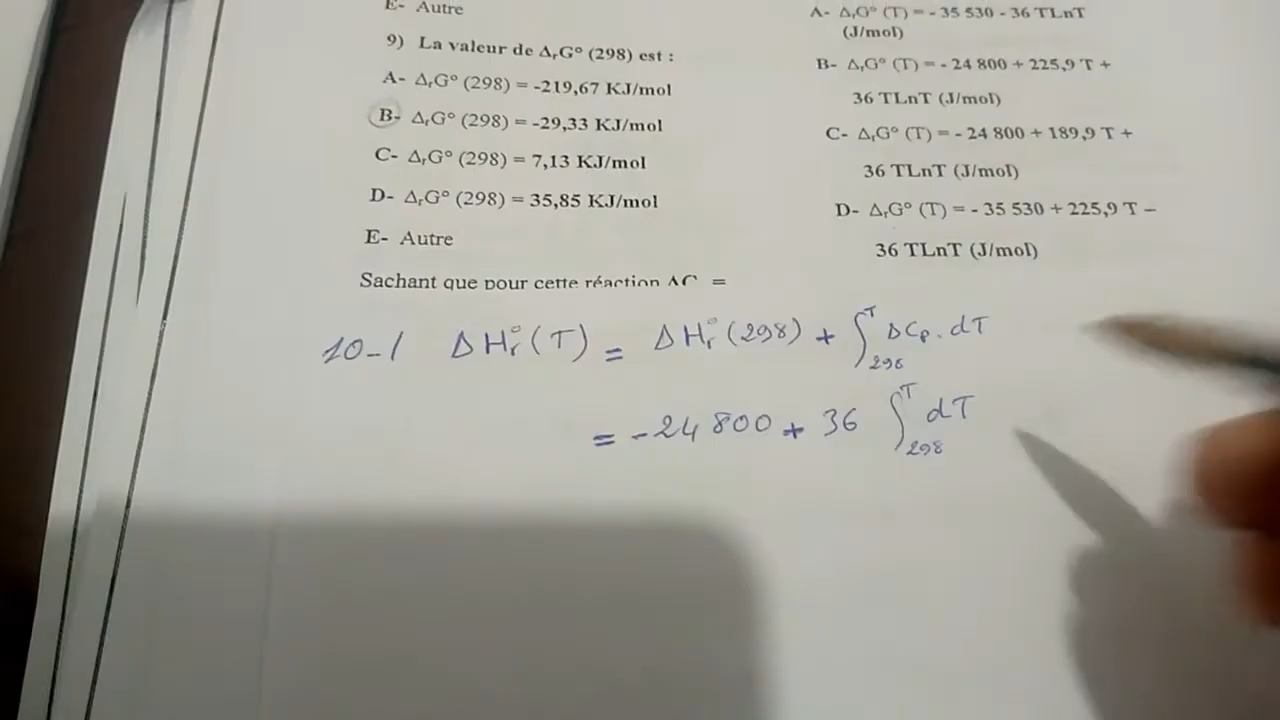 E- Autre
9) La valeur de ΔᵣG° (298) est :
A- ΔᵣG° (298) = -219,67 KJ/mol
B- ΔᵣG° (298) = -29,33 KJ/mol
C- ΔᵣG° (298) = 7,13 KJ/mol
D- ΔᵣG° (298) = 35,85 KJ/mol
E- Autre
Sachant que pour cette réaction ΔC =
A- ΔᵣG° (T) = - 35 530 - 36 TLnT
(J/mol)
B- ΔᵣG° (T) = - 24 800 + 225,9 T +
36 TLnT (J/mol)
C- ΔᵣG° (T) = - 24 800 + 189,9 T +
36 TLnT (J/mol)
D- ΔᵣG° (T) = - 35 530 + 225,9 T –
36 TLnT (J/mol)
10-/ ΔHᵣ°(T) = ΔHᵣ°(298) + ∫₂₉₈ᵀ ΔCₚ. dT
= -24 800 + 36 ∫₂₉₈ᵀ dT